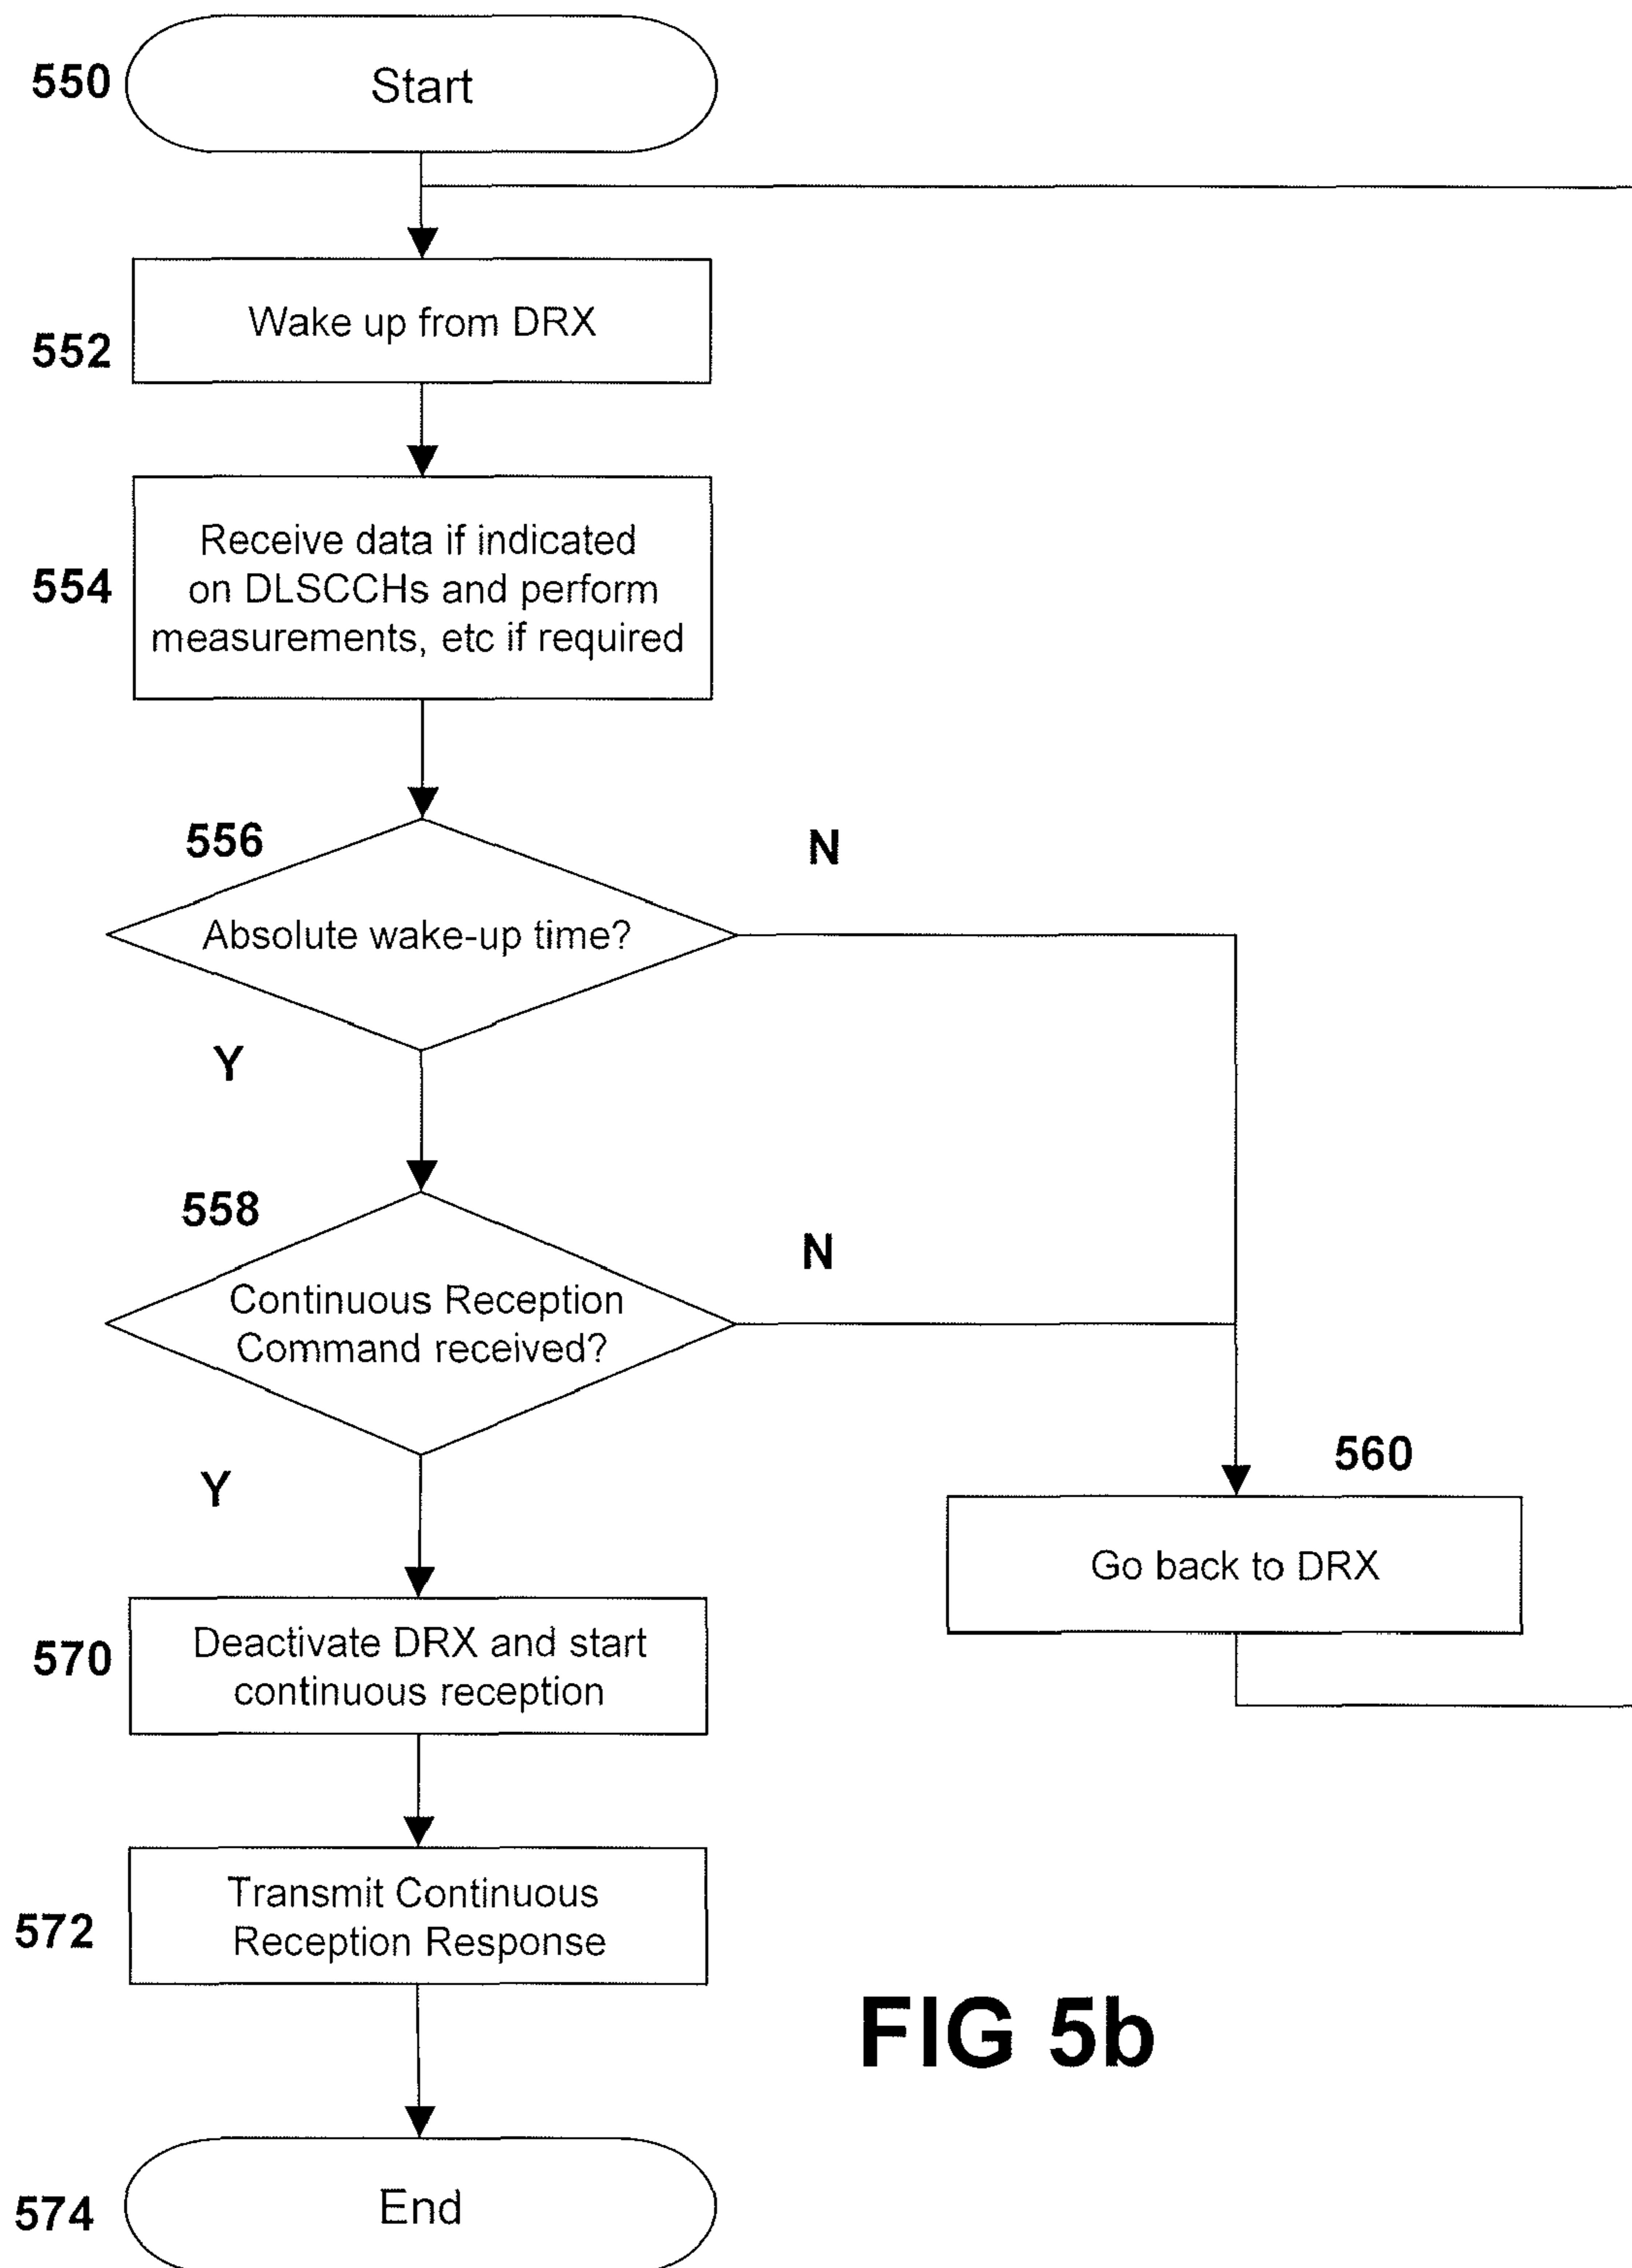 550
Start
552
Wake up from DRX
554
Receive data if indicated
on DLSCCHs and perform
measurements, etc if required
556
N
Absolute wake-up time?
Y
558
N
Continuous Reception
Command received?
Y
560
Go back to DRX
570
Deactivate DRX and start
continuous reception
572
Transmit Continuous
Reception Response
FIG 5b
574
End